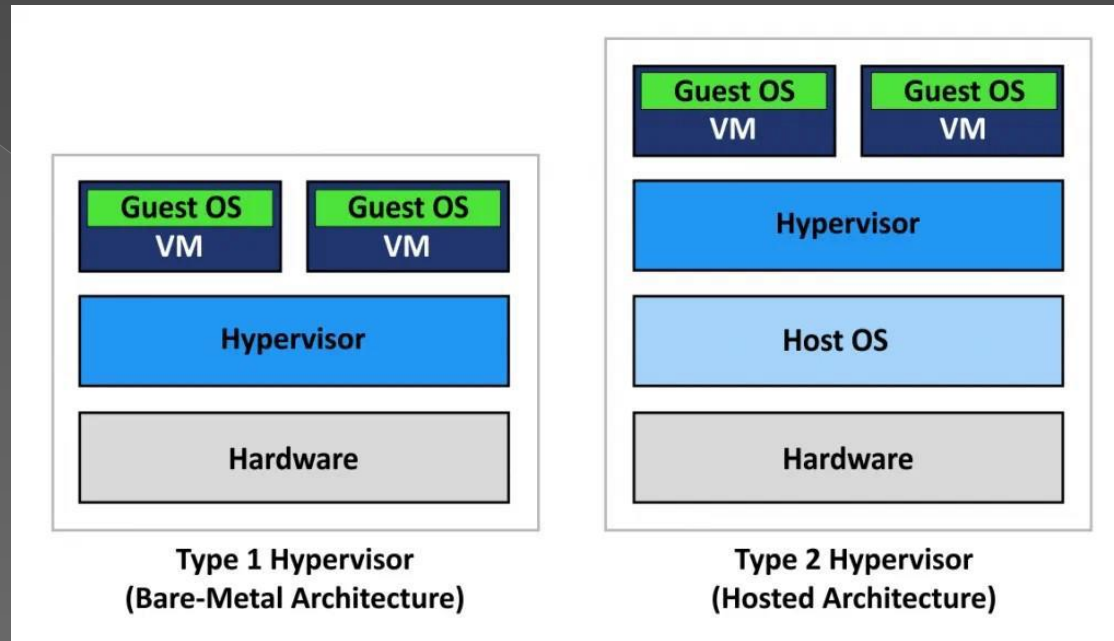 Guest OS
VM
Guest OS
VM
Hypervisor
Hardware
Type 1 Hypervisor
(Bare-Metal Architecture)
Guest OS
VM
Guest OS
VM
Hypervisor
Host OS
Hardware
Type 2 Hypervisor
(Hosted Architecture)